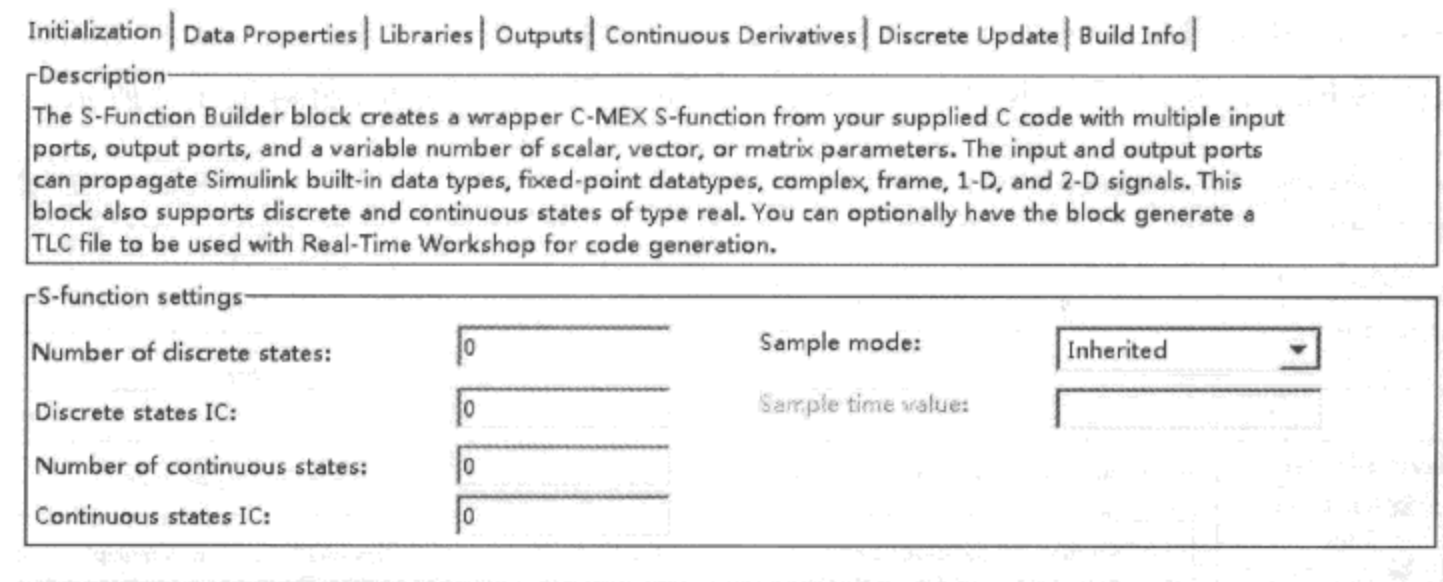 Initialization Data Properties Libraries Outputs Continuous Derivatives Discrete Update Build Info
Description
The S-Function Builder block creates a wrapper C-MEX S-function from your supplied C code with multiple input
ports, output ports, and a variable number of scalar, vector, or matrix parameters. The input and output ports
can propagate Simulink built-in data types, fixed-point datatypes, complex, frame, 1-D, and 2-D signals. This
block also supports discrete and continuous states of type real. You can optionally have the block generate a
TLC file to be used with Real-Time Workshop for code generation.
S-function settings
Number of discrete states: 0 Sample mode: Inherited
Discrete states IC: 0 Sample time value:
Number of continuous states: 0
Continuous states IC: 0